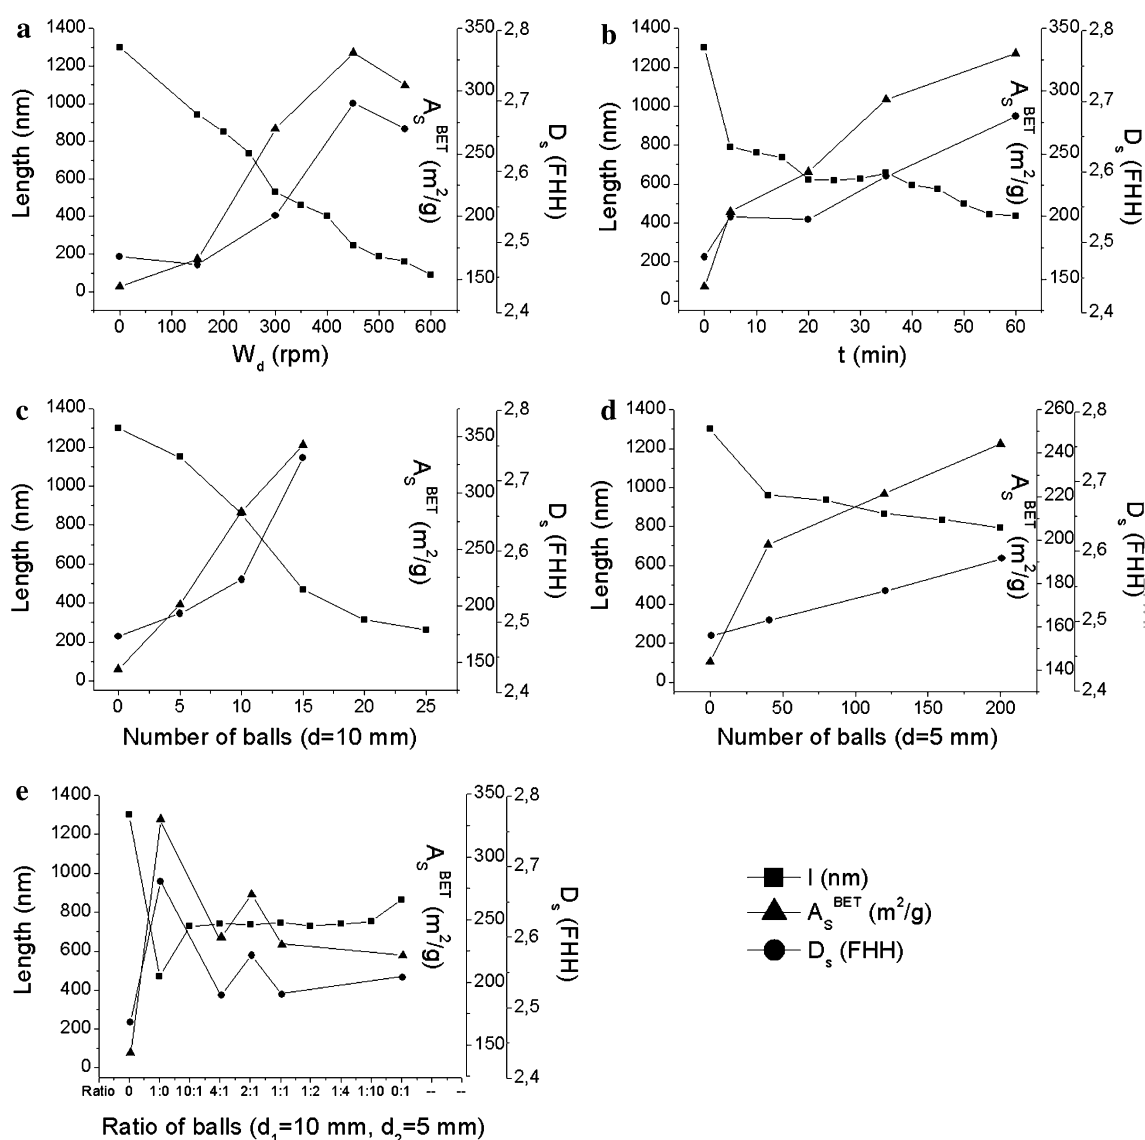 a
1400
1200
1000
800
600
400
200
0
Length (nm)
0 100 200 300 400 500 600
W_d (rpm)
350
300
250
200
150
A_S^BET (m²/g)
2,8
2,7
2,6
2,5
2,4
D_s (FHH)
b
1400
1200
1000
800
600
400
200
0
Length (nm)
0 10 20 30 40 50 60
t (min)
350
300
250
200
150
A_S^BET (m²/g)
2,8
2,7
2,6
2,5
2,4
D_s (FHH)
c
1400
1200
1000
800
600
400
200
0
Length (nm)
0 5 10 15 20 25
Number of balls (d=10 mm)
350
300
250
200
150
A_S^BET (m²/g)
2,8
2,7
2,6
2,5
2,4
D_s (FHH)
d
1400
1200
1000
800
600
400
200
0
Length (nm)
0 50 100 150 200
Number of balls (d=5 mm)
260
240
220
200
180
160
140
A_S^BET (m²/g)
2,8
2,7
2,6
2,5
2,4
D_s (FHH)
e
1400
1200
1000
800
600
400
200
0
Length (nm)
Ratio 0 1:0 10:1 4:1 2:1 1:1 1:2 1:4 1:10 0:1 -- --
Ratio of balls (d₁=10 mm, d₂=5 mm)
350
300
250
200
150
A_S^BET (m²/g)
2,8
2,7
2,6
2,5
2,4
D_s (FHH)
l (nm)
A_S^BET (m²/g)
D_s (FHH)